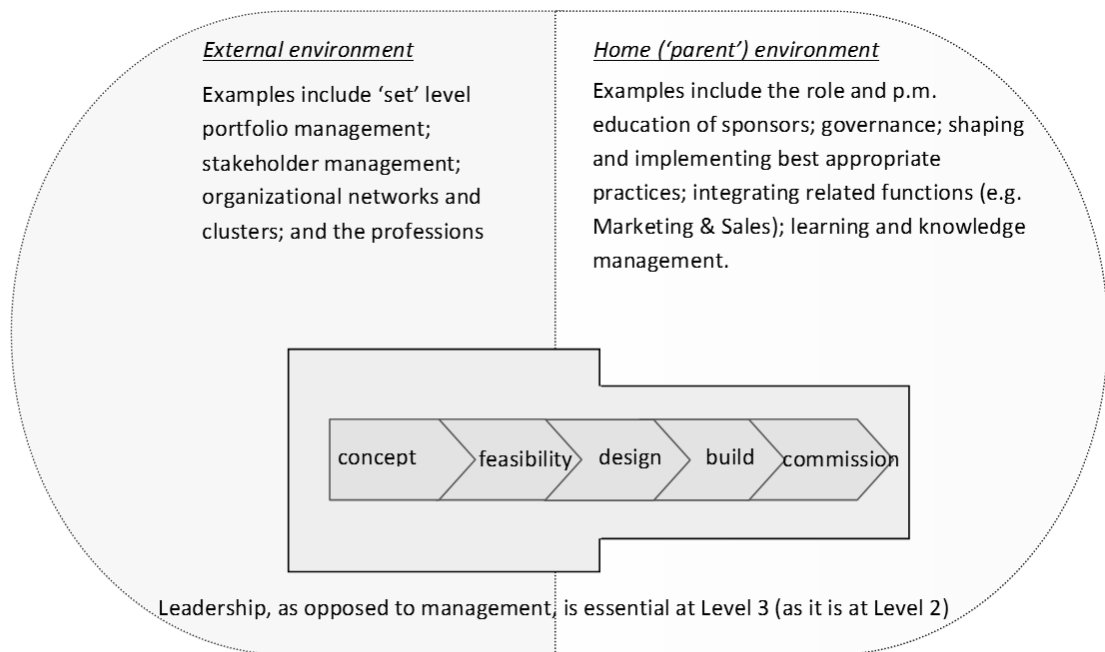 External environment
Examples include ‘set’ level
portfolio management;
stakeholder management;
organizational networks and
clusters; and the professions
Home (‘parent’) environment
Examples include the role and p.m.
education of sponsors; governance; shaping
and implementing best appropriate
practices; integrating related functions (e.g.
Marketing & Sales); learning and knowledge
management.
concept
feasibility
design
build
commission
Leadership, as opposed to management, is essential at Level 3 (as it is at Level 2)